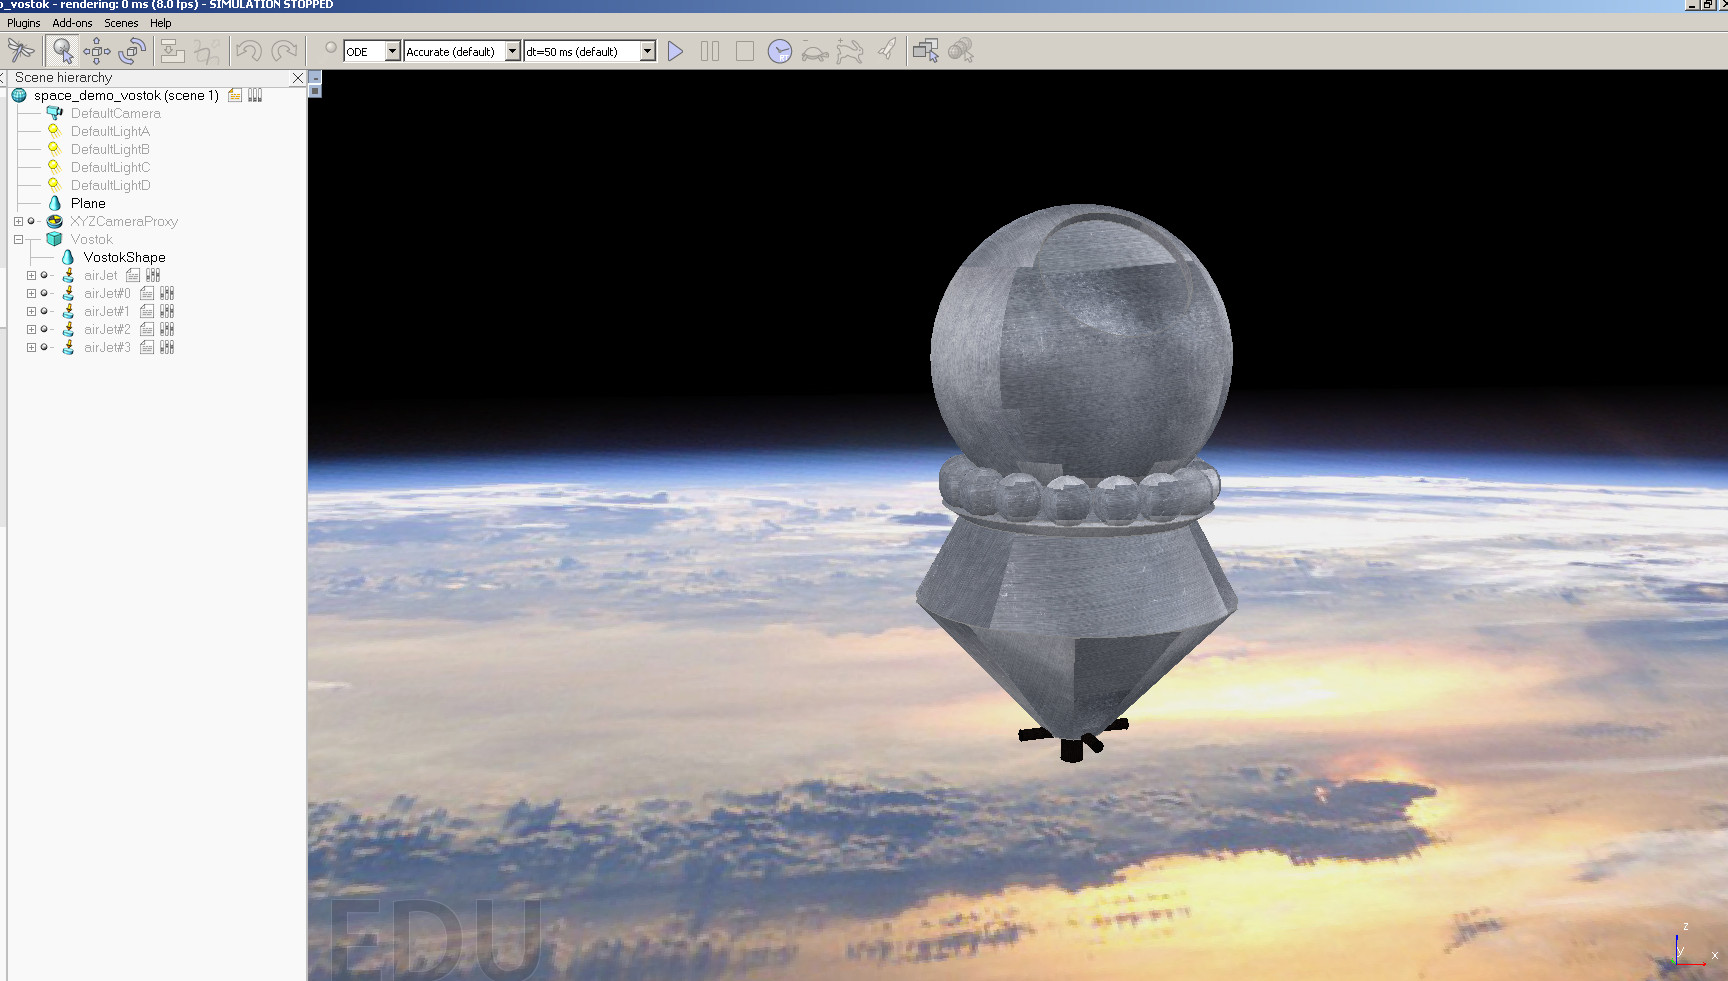 o_vostok - rendering: 0 ms (8.0 fps) - SIMULATION STOPPED
Plugins Add-ons Scenes Help
ODE Accurate (default) dt=50 ms (default)
Scene hierarchy
space_demo_vostok (scene 1)
DefaultCamera
DefaultLightA
DefaultLightB
DefaultLightC
DefaultLightD
Plane
XYZCameraProxy
Vostok
VostokShape
airJet
airJet#0
airJet#1
airJet#2
airJet#3
EDU
z
y
x